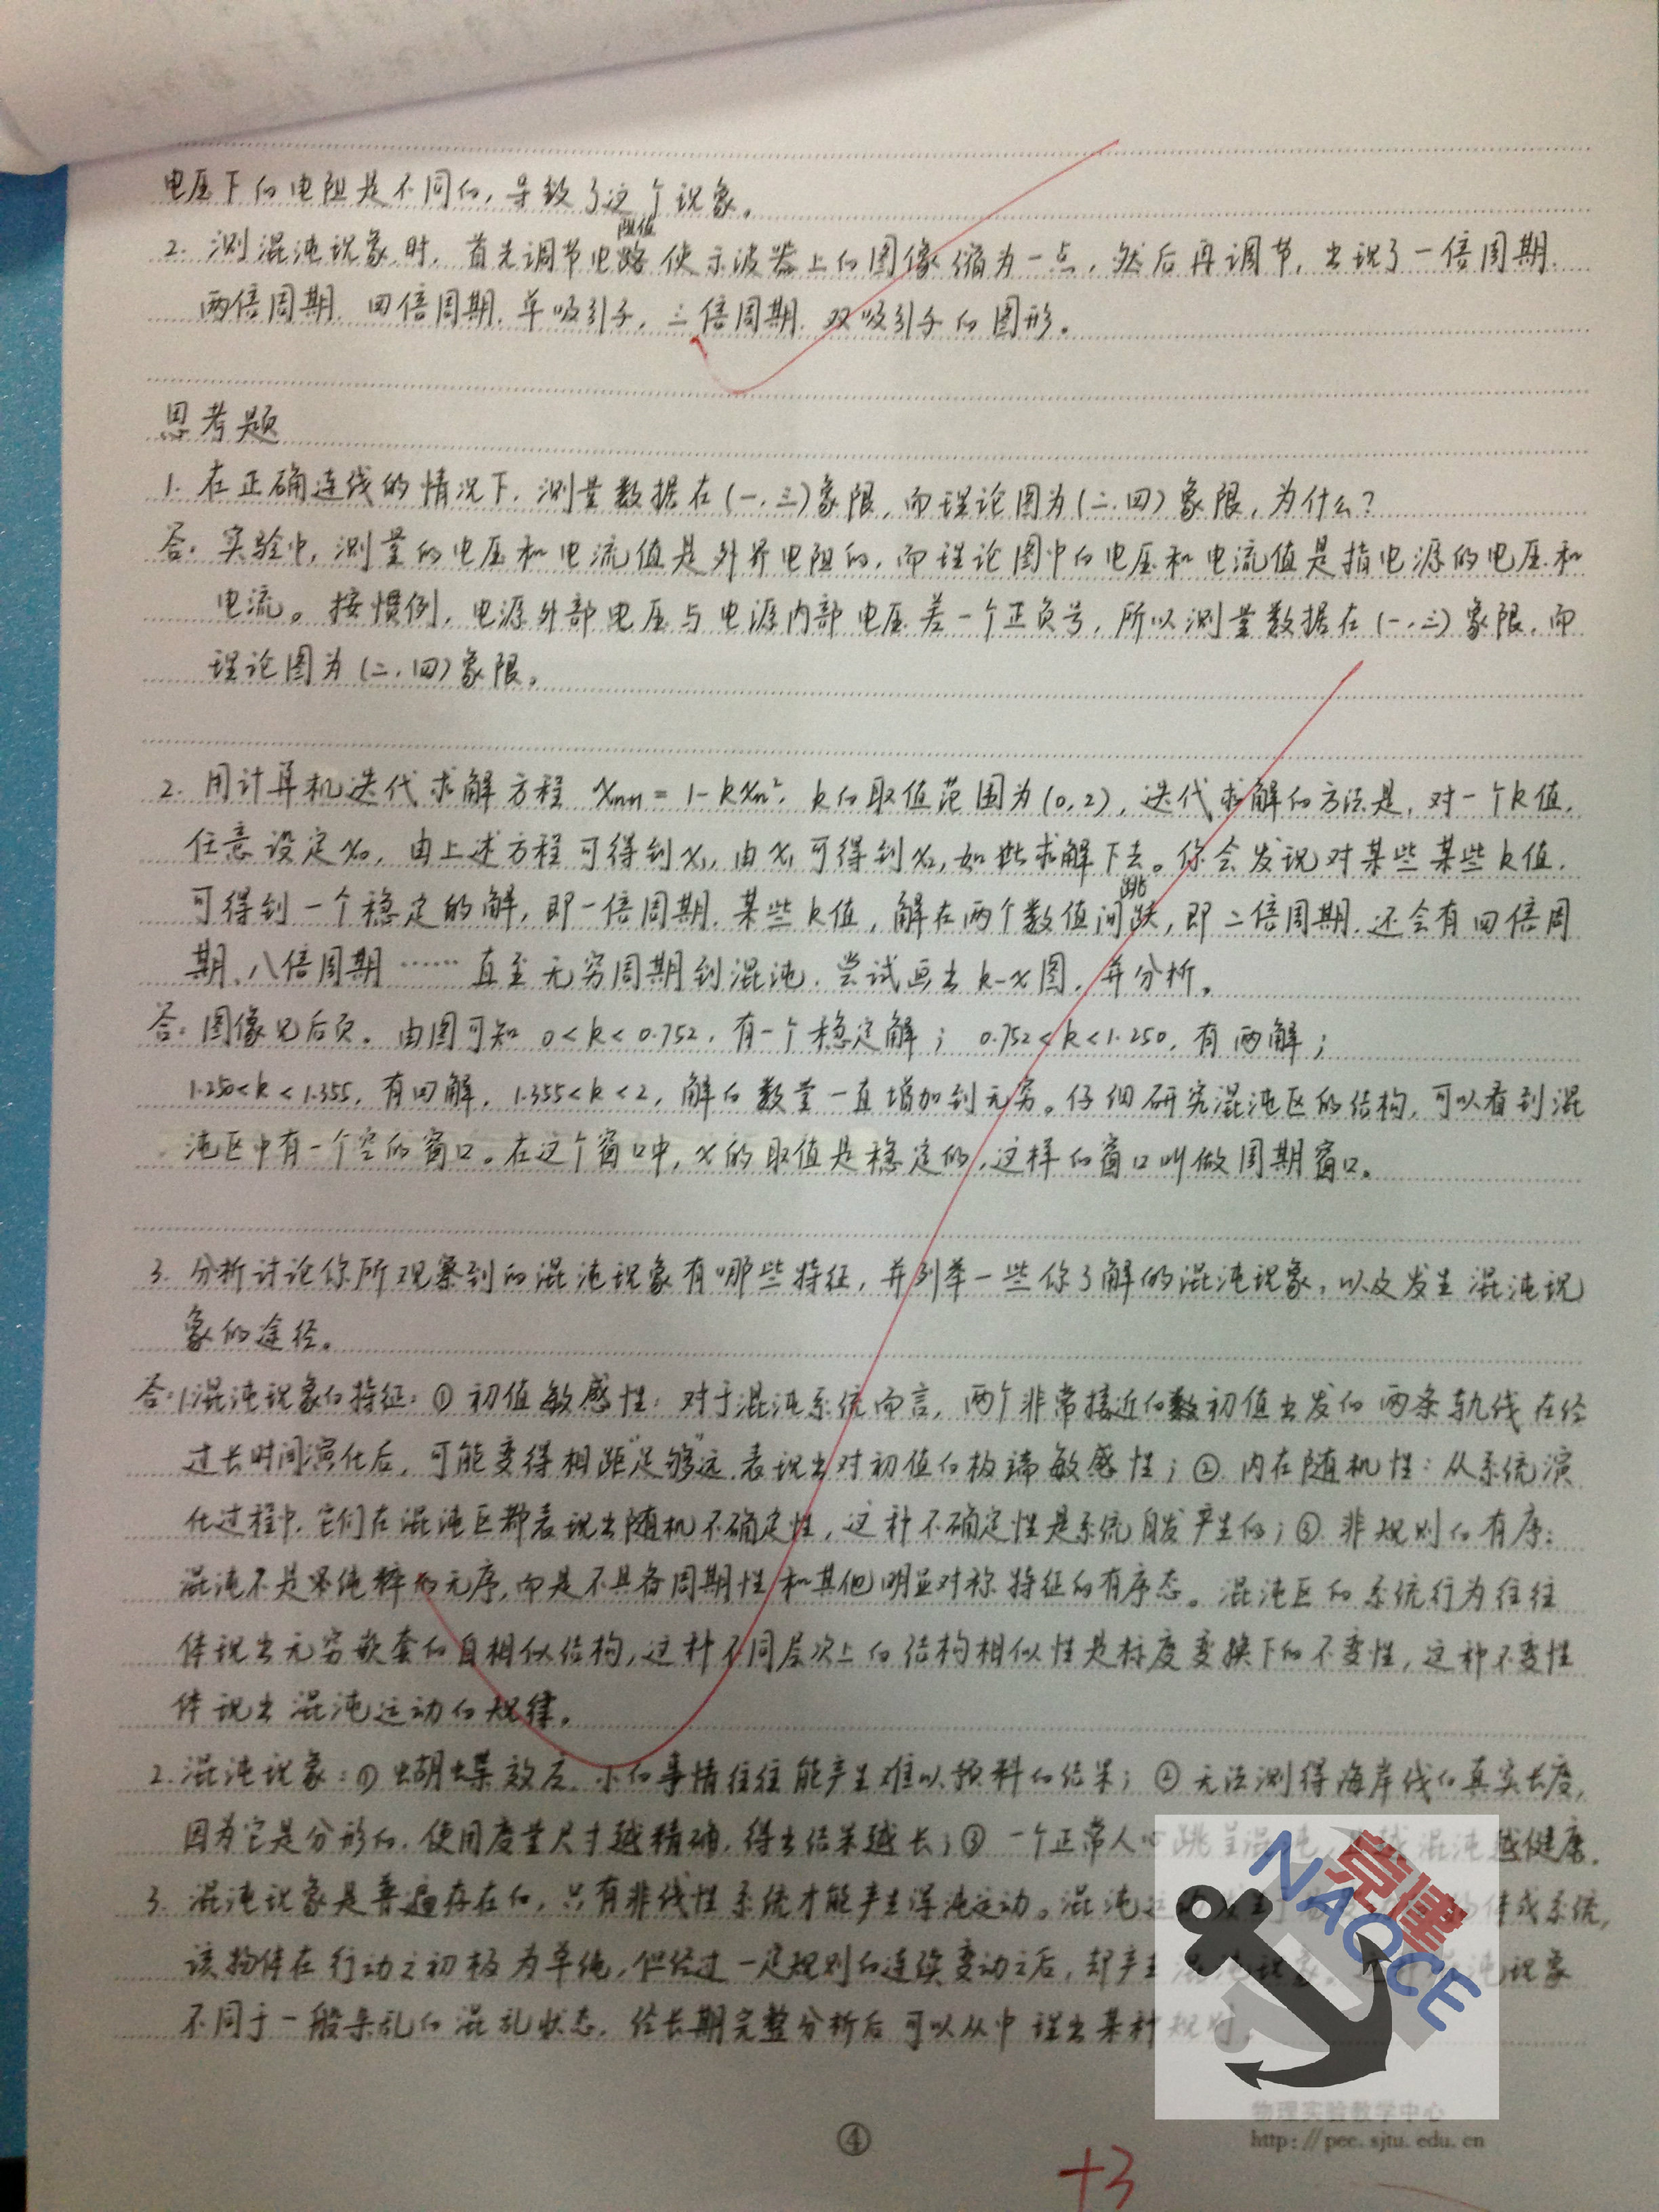 电压下的电阻是不同的,导致了这个现象。
阻值
2. 测混沌现象时,首先调节电路使示波器上的图像缩为一点,然后再调节,出现了一倍周期.
两倍周期.四倍周期.单吸引子,三倍周期.双吸引子的图形。
思考题
1. 在正确连线的情况下,测量数据在(一.三)象限,而理论图为(二.四)象限,为什么?
答:实验中,测量的电压和电流值是外界电阻的,而理论图中的电压和电流值是指电源的电压和
电流。按惯例,电源外部电压与电源内部电压差一个正负号,所以测量数据在(一.三)象限,而
理论图为(二.四)象限。
2. 用计算机迭代求解方程 Xn+1 = 1-kXn², k的取值范围为(0,2),迭代求解的方法是,对一个k值,
任意设定X0,由上述方程可得到X1,由X1可得到X2,如此求解下去。你会发现对某些某些k值,
可得到一个稳定的解,即一倍周期.某些k值,解在两个数值间跳跃,即二倍周期.还会有四倍周
期、八倍周期……直至无穷周期到混沌.尝试画出k-x图,并分析。
答:图像见后页。由图可知 0<k<0.752,有一个稳定解; 0.752<k<1.250,有两解;
1.250<k<1.355,有四解,1.355<k<2,解的数量一直增加到无穷。仔细研究混沌区的结构,可以看到混
沌区中有一个空的窗口。在这个窗口中,x的取值是稳定的,这样的窗口叫做周期窗口。
3. 分析讨论你所观察到的混沌现象有哪些特征,并列举一些你了解的混沌现象,以及发生混沌现
象的途径。
答:1.混沌现象的特征:① 初值敏感性:对于混沌系统而言,两个非常接近的初值出发的两条轨线在经
过长时间演化后,可能变得相距"足够"远.表现出对初值的极端敏感性;② 内在随机性:从系统演
化过程中,它们在混沌区都表现出随机不确定性,这种不确定性是系统自发产生的;③ 非规则的有序:
混沌不是纯粹的无序,而是不具备周期性和其他明显对称特征的有序态。混沌区的系统行为往往
体现出无穷嵌套的自相似结构,这种不同层次上的结构相似性是标度变换下的不变性,这种不变性
体现出混沌运动的规律。
2. 混沌现象:① 蝴蝶效应.小的事情往往能产生难以预料的结果;② 无法测得海岸线的真实长度,
因为它是分形的.使用度量尺寸越精确,得出结果越长;③ 一个正常人心跳呈混沌,越混沌越健康.
3. 混沌现象是普遍存在的,只有非线性系统才能产生混沌运动。混沌运动发生于物体或系统,
该物体在行动之初极为单纯,但经过一定规则的连续变动之后,却产生混沌现象。混沌现象
不同于一般杂乱的混乱状态.经长期完整分析后可以从中理出某种规则.
克捷
NAOCE
物理实验教学中心
http://pec.sjtu.edu.cn
④
+3